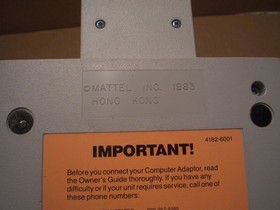 © MATTEL, INC. 1983
HONG KONG
4182-6001
IMPORTANT!
Before you connect your Computer Adaptor, read
the Owner's Guide thoroughly. If you have any
difficulty or if your unit requires service, call one of
these phone numbers: